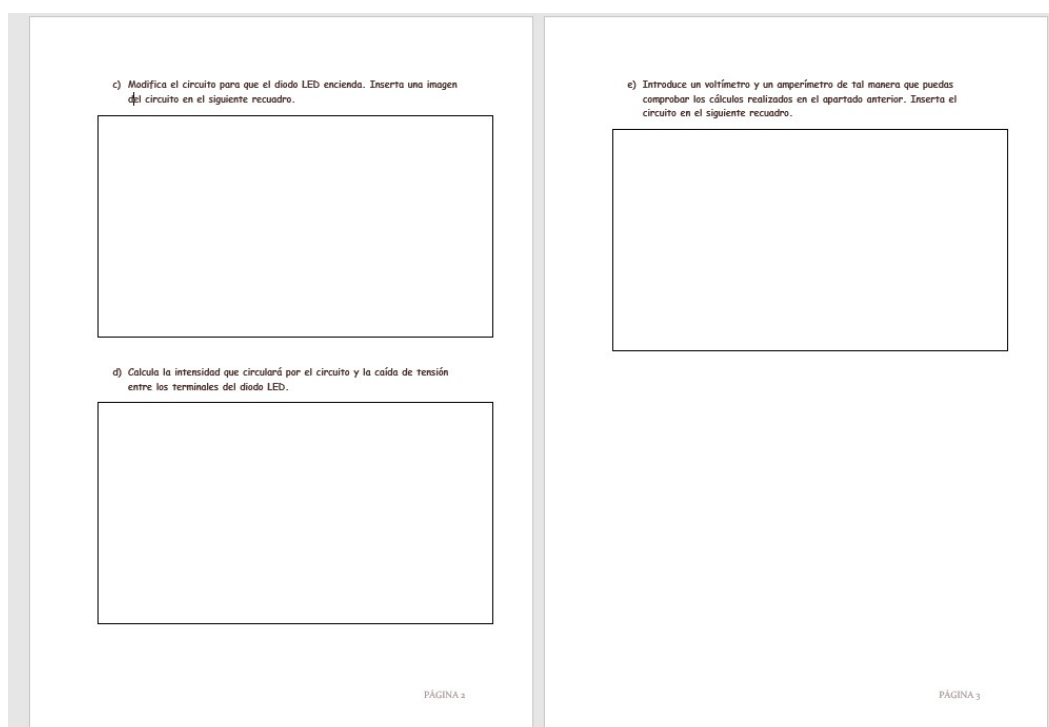 c) Modifica el circuito para que el diodo LED encienda. Inserta una imagen
del circuito en el siguiente recuadro.
d) Calcula la intensidad que circulará por el circuito y la caída de tensión
entre los terminales del diodo LED.
PÁGINA 2
e) Introduce un voltímetro y un amperímetro de tal manera que puedas
comprobar los cálculos realizados en el apartado anterior. Inserta el
circuito en el siguiente recuadro.
PÁGINA 3